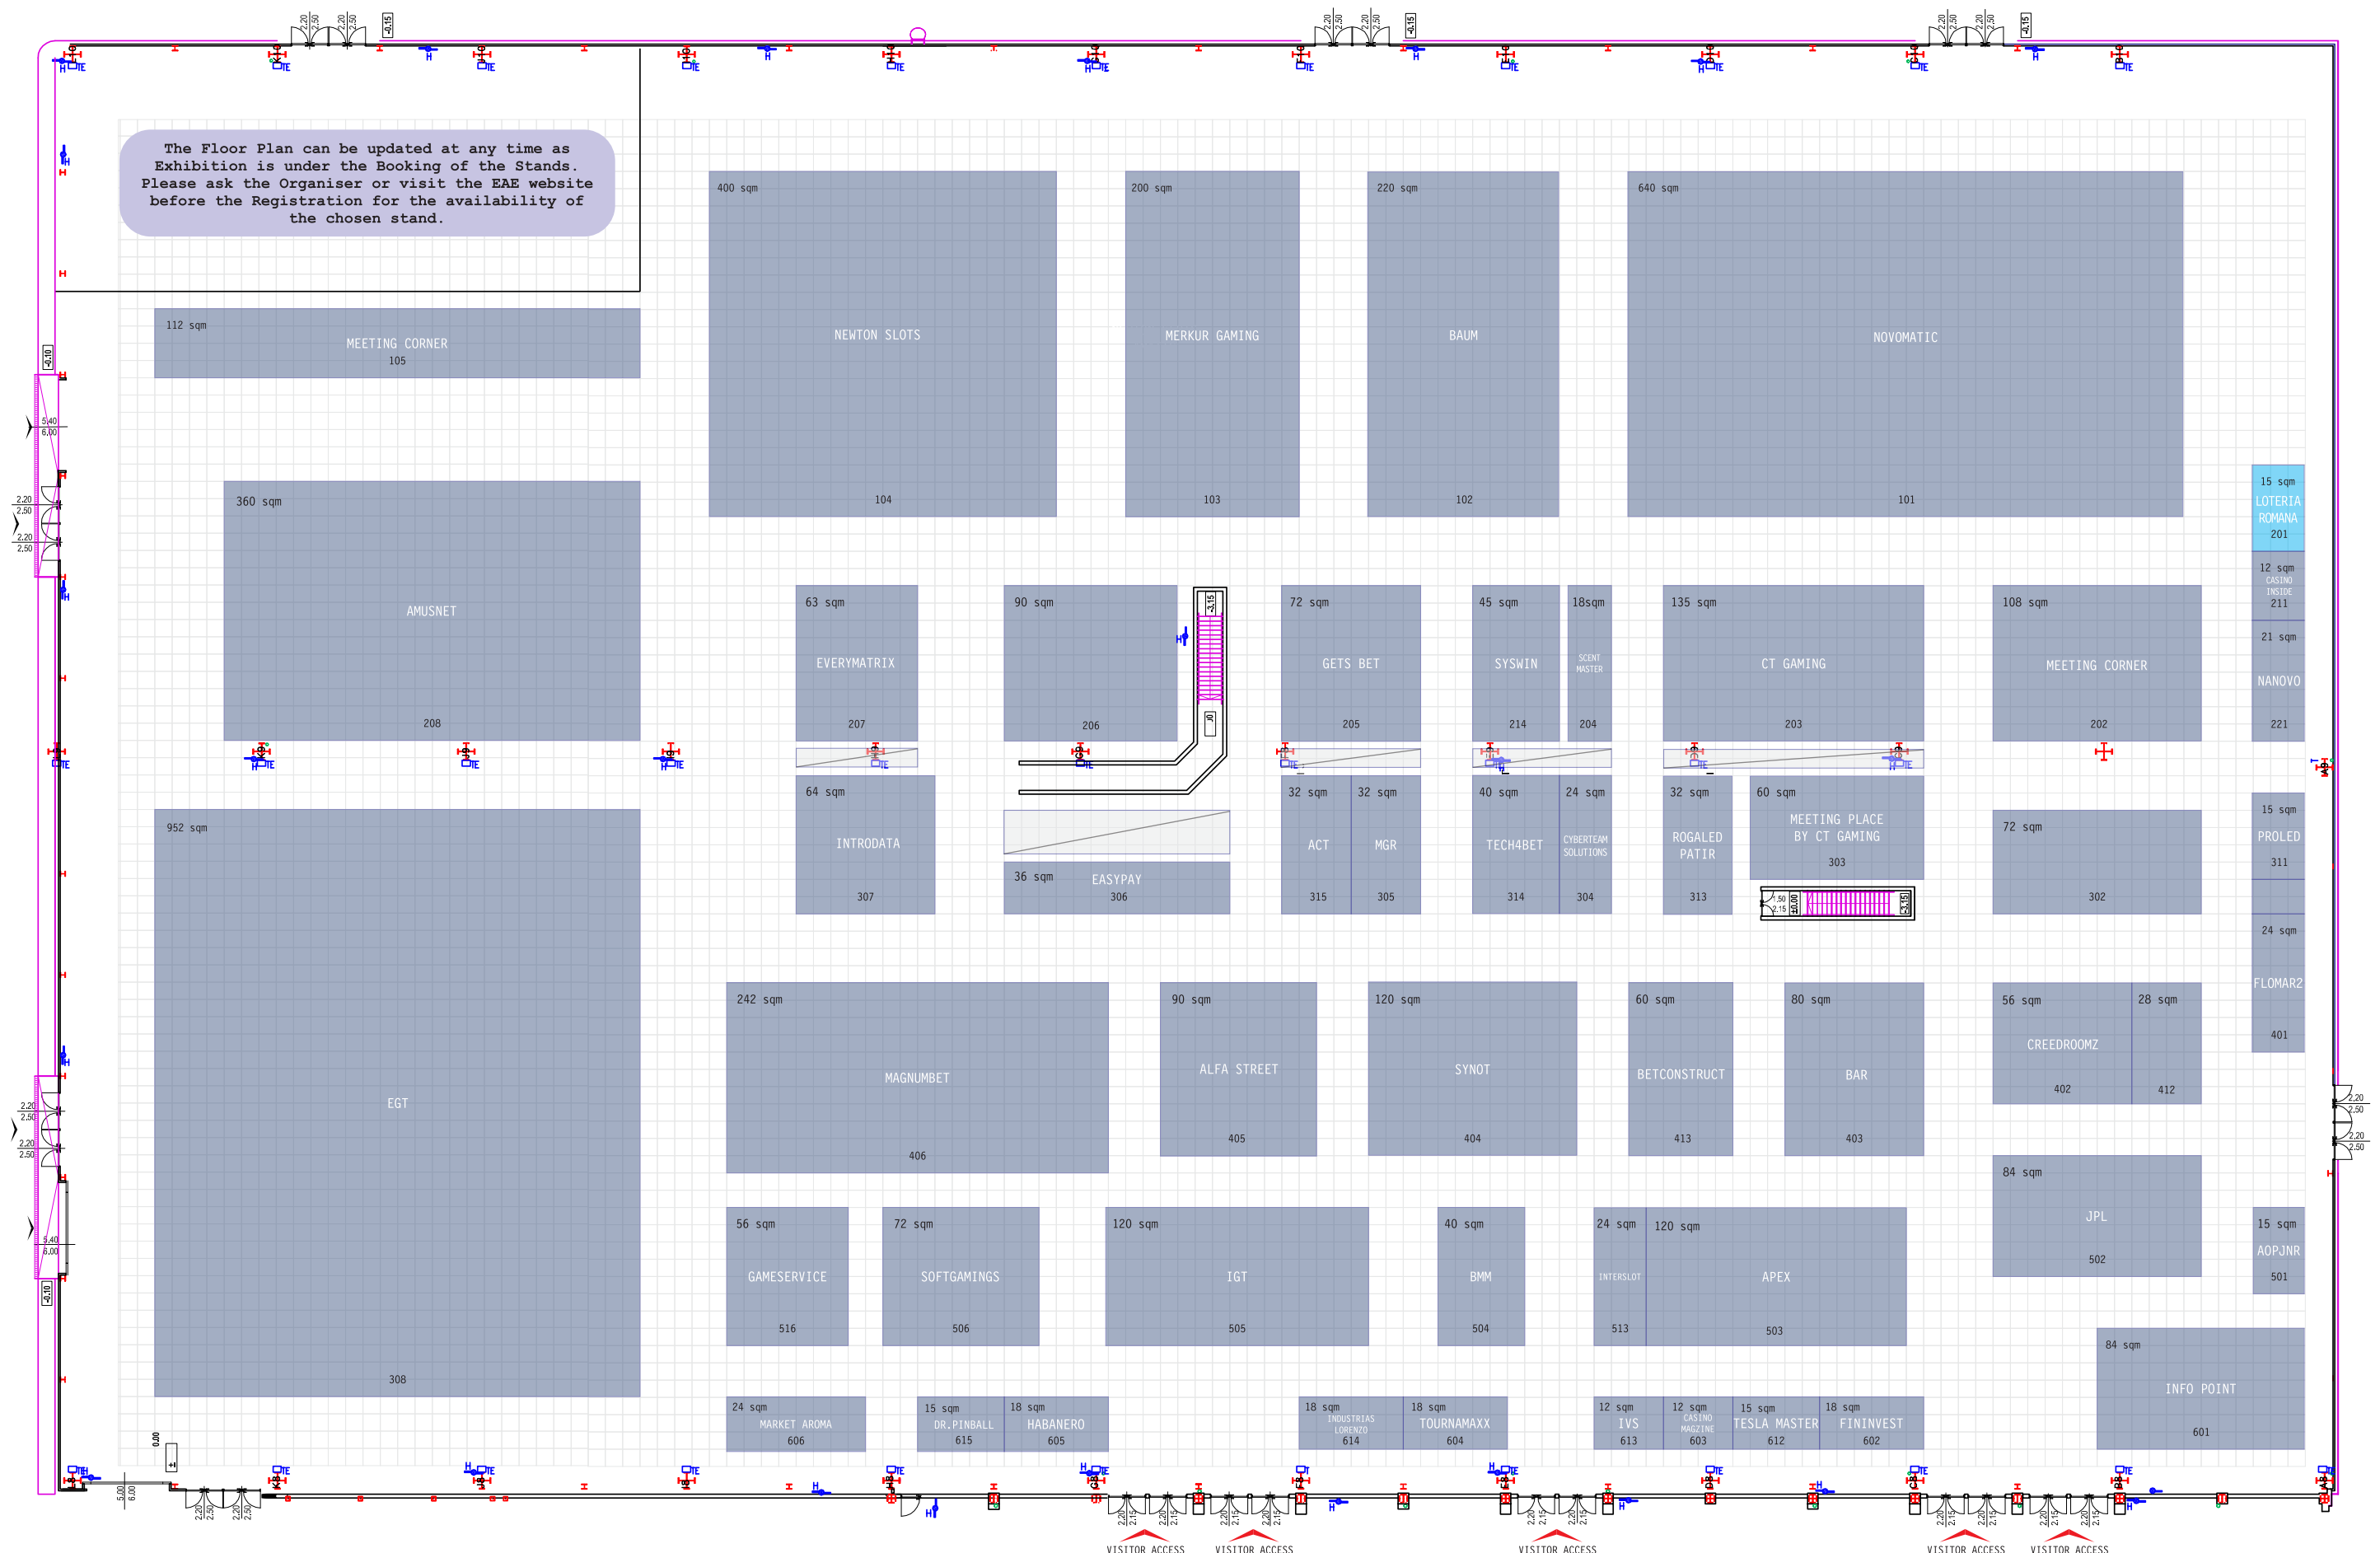 The Floor Plan can be updated at any time as
Exhibition is under the Booking of the Stands.
Please ask the Organiser or visit the EAE website
before the Registration for the availability of
the chosen stand.
112 sqm
MEETING CORNER
105
400 sqm
NEWTON SLOTS
104
200 sqm
MERKUR GAMING
103
220 sqm
BAUM
102
640 sqm
NOVOMATIC
101
15 sqm
LOTERIA
ROMANA
201
12 sqm
CASINO
INSIDE
211
21 sqm
NANOVO
221
360 sqm
AMUSNET
208
63 sqm
EVERYMATRIX
207
90 sqm
206
72 sqm
GETS BET
205
45 sqm
SYSWIN
214
18sqm
SCENT
MASTER
204
135 sqm
CT GAMING
203
108 sqm
MEETING CORNER
202
952 sqm
EGT
308
64 sqm
INTRODATA
307
36 sqm
EASYPAY
306
32 sqm
ACT
315
32 sqm
MGR
305
40 sqm
TECH4BET
314
24 sqm
CYBERTEAM
SOLUTIONS
304
32 sqm
ROGALED
PATIR
313
60 sqm
MEETING PLACE
BY CT GAMING
303
72 sqm
302
15 sqm
PROLED
311
24 sqm
FLOMAR2
401
242 sqm
MAGNUMBET
406
90 sqm
ALFA STREET
405
120 sqm
SYNOT
404
60 sqm
BETCONSTRUCT
413
80 sqm
BAR
403
56 sqm
CREEDROOMZ
402
28 sqm
412
84 sqm
JPL
502
15 sqm
AOPJNR
501
56 sqm
GAMESERVICE
516
72 sqm
SOFTGAMINGS
506
120 sqm
IGT
505
40 sqm
BMM
504
24 sqm
INTERSLOT
513
120 sqm
APEX
503
84 sqm
INFO POINT
601
24 sqm
MARKET AROMA
606
15 sqm
DR.PINBALL
615
18 sqm
HABANERO
605
18 sqm
INDUSTRIAS
LORENZO
614
18 sqm
TOURNAMAXX
604
12 sqm
IVS
613
12 sqm
CASINO
MAGZINE
603
15 sqm
TESLA MASTER
612
18 sqm
FININVEST
602
VISITOR ACCESS
VISITOR ACCESS
VISITOR ACCESS
VISITOR ACCESS
VISITOR ACCESS